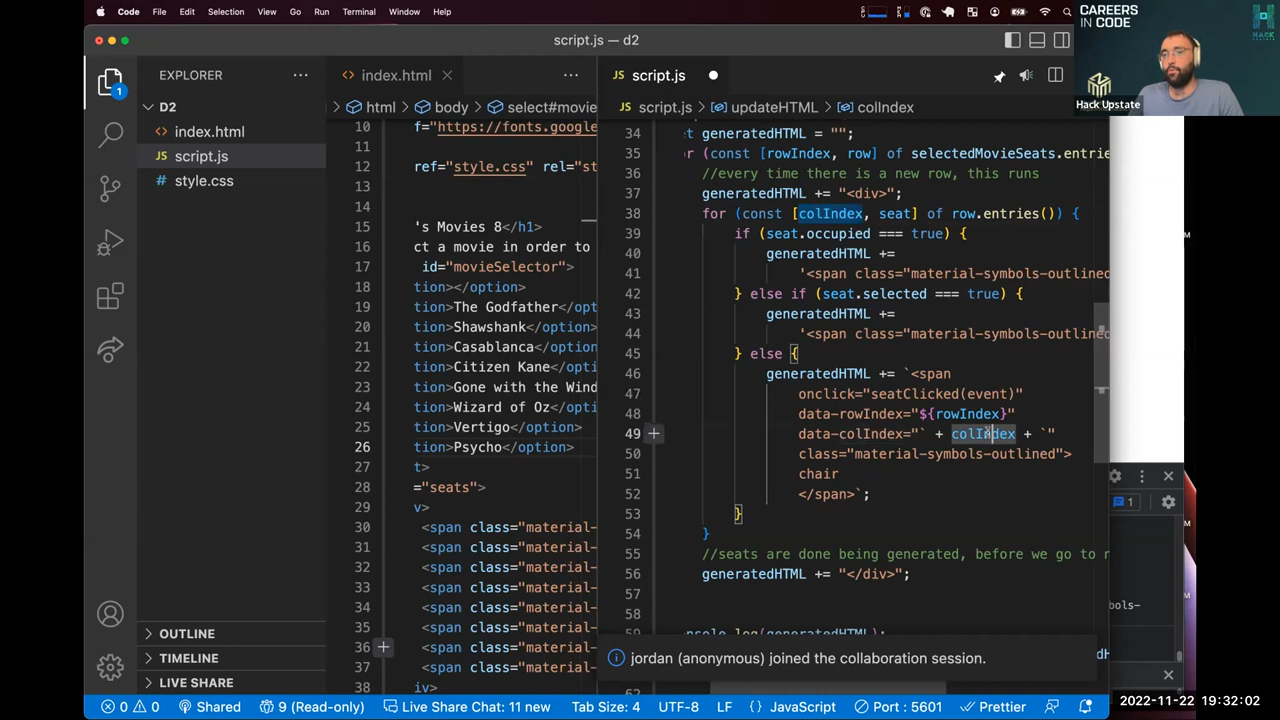 Code File Edit Selection View Go Run Terminal Window Help
CAREERS IN CODE
HACK UPSTATE
Hack Upstate
script.js — d2
EXPLORER
D2
index.html
script.js
style.css
OUTLINE
TIMELINE
LIVE SHARE
index.html
html > body > select#movie
10 f="https://fonts.google
11
12 ref="style.css" rel="st
13
14
15 's Movies 8</h1>
16 ct a movie in order to
17 id="movieSelector">
18 tion></option>
19 tion>The Godfather</opt
20 tion>Shawshank</option>
21 tion>Casablanca</option
22 tion>Citizen Kane</opti
23 tion>Gone with the Wind
24 tion>Wizard of Oz</opti
25 tion>Vertigo</option>
26 tion>Psycho</option>
27 t>
28 ="seats">
29 v>
30 <span class="material-
31 <span class="material-
32 <span class="material-
33 <span class="material-
34 <span class="material-
35 <span class="material-
36 <span class="material-
37 <span class="material-
38 iv>
script.js
script.js > updateHTML > colIndex
34 et generatedHTML = "";
35 or (const [rowIndex, row] of selectedMovieSeats.entrie
36 //every time there is a new row, this runs
37 generatedHTML += "<div>";
38 for (const [colIndex, seat] of row.entries()) {
39 if (seat.occupied === true) {
40 generatedHTML +=
41 '<span class="material-symbols-outlined
42 } else if (seat.selected === true) {
43 generatedHTML +=
44 '<span class="material-symbols-outlined
45 } else {
46 generatedHTML += `<span
47 onclick="seatClicked(event)"
48 data-rowIndex="${rowIndex}"
49 data-colIndex="` + colIndex + `"
50 class="material-symbols-outlined">
51 chair
52 </span>`;
53 }
54 }
55 //seats are done being generated, before we go to n
56 generatedHTML += "</div>";
57
58
59 console.log(generatedHTML);
62
jordan (anonymous) joined the collaboration session.
1
1
0 0 Shared 9 (Read-only) Live Share Chat: 11 new Tab Size: 4 UTF-8 LF {} JavaScript Port : 5601 Prettier
2022-11-22 19:32:02